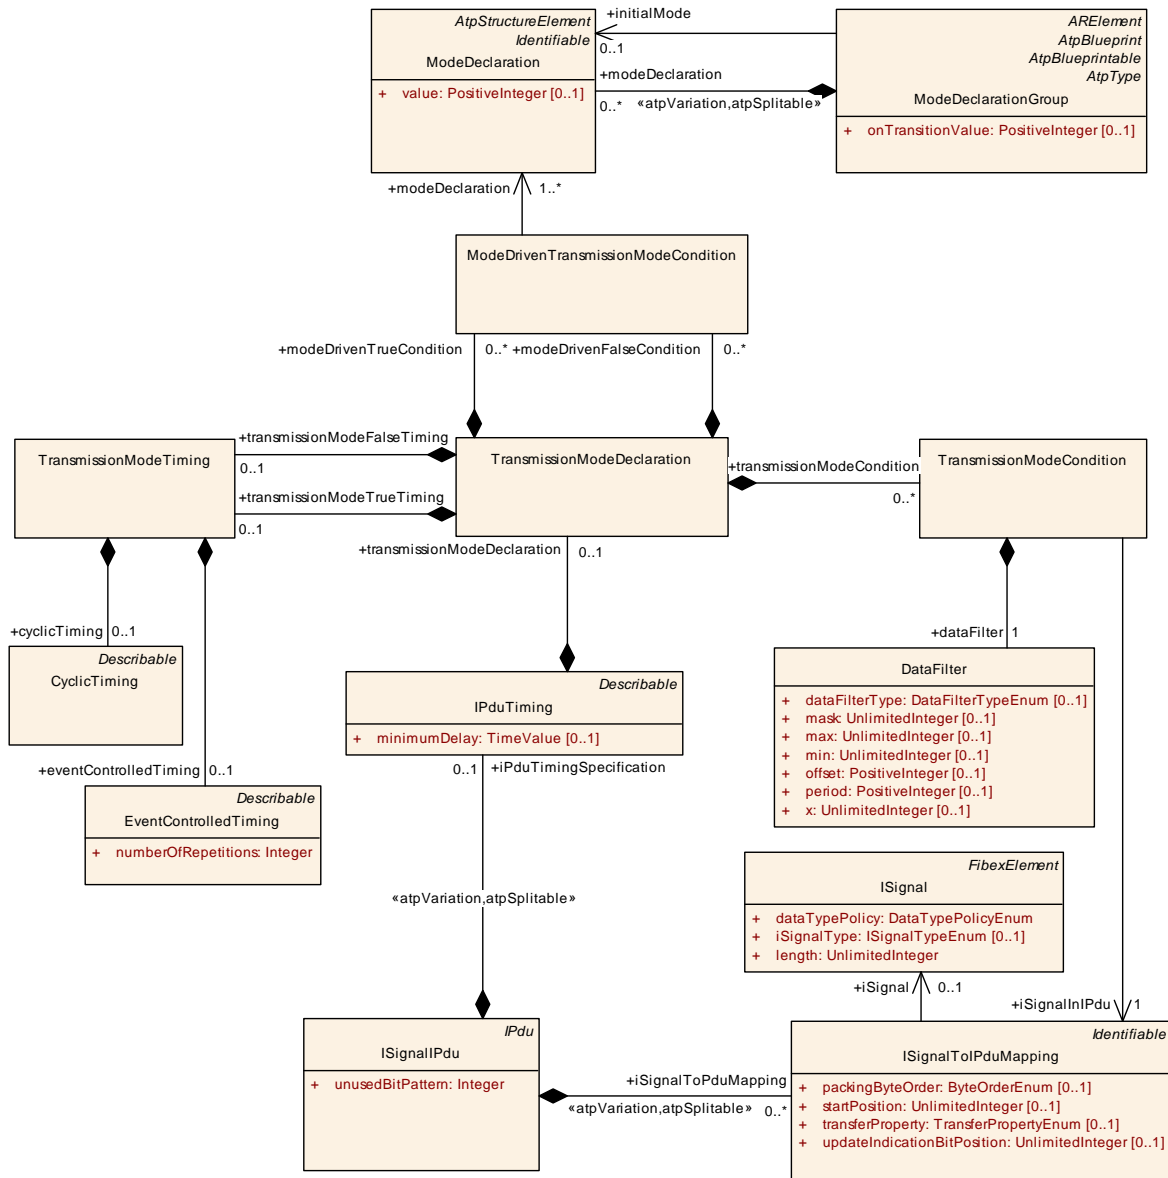 AtpStructureElement
Identifiable
ModeDeclaration
+ value: PositiveInteger [0..1]
+initialMode
0..1
+modeDeclaration
0..* «atpVariation,atpSplitable»
ARElement
AtpBlueprint
AtpBlueprintable
AtpType
ModeDeclarationGroup
+ onTransitionValue: PositiveInteger [0..1]
+modeDeclaration 1..*
ModeDrivenTransmissionModeCondition
+modeDrivenTrueCondition 0..* +modeDrivenFalseCondition 0..*
TransmissionModeTiming
+transmissionModeFalseTiming
0..1
+transmissionModeTrueTiming
0..1
TransmissionModeDeclaration
+transmissionModeCondition
0..*
TransmissionModeCondition
+transmissionModeDeclaration 0..1
+cyclicTiming 0..1
Describable
CyclicTiming
+eventControlledTiming 0..1
Describable
EventControlledTiming
+ numberOfRepetitions: Integer
Describable
IPduTiming
+ minimumDelay: TimeValue [0..1]
0..1 +iPduTimingSpecification
«atpVariation,atpSplitable»
+dataFilter 1
DataFilter
+ dataFilterType: DataFilterTypeEnum [0..1]
+ mask: UnlimitedInteger [0..1]
+ max: UnlimitedInteger [0..1]
+ min: UnlimitedInteger [0..1]
+ offset: PositiveInteger [0..1]
+ period: PositiveInteger [0..1]
+ x: UnlimitedInteger [0..1]
FibexElement
ISignal
+ dataTypePolicy: DataTypePolicyEnum
+ iSignalType: ISignalTypeEnum [0..1]
+ length: UnlimitedInteger
+iSignal 0..1
+iSignalInIPdu 1
IPdu
ISignalIPdu
+ unusedBitPattern: Integer
+iSignalToPduMapping
«atpVariation,atpSplitable» 0..*
Identifiable
ISignalToIPduMapping
+ packingByteOrder: ByteOrderEnum [0..1]
+ startPosition: UnlimitedInteger [0..1]
+ transferProperty: TransferPropertyEnum [0..1]
+ updateIndicationBitPosition: UnlimitedInteger [0..1]